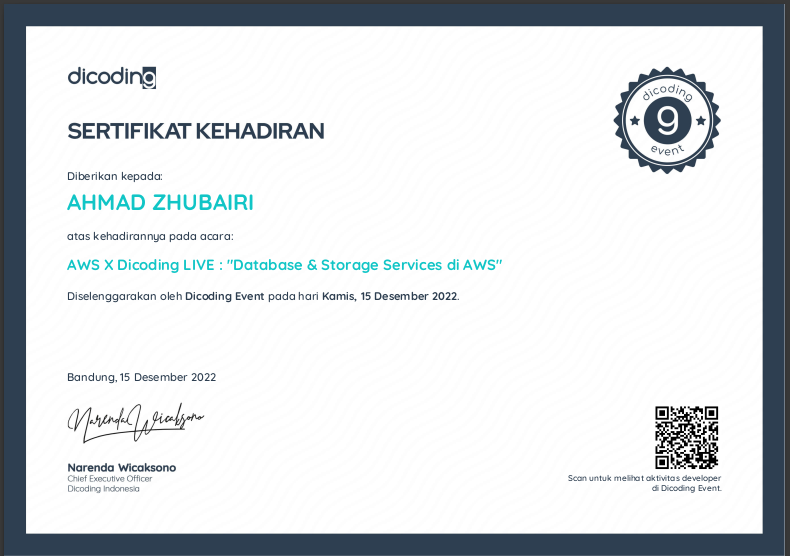 dicoding
SERTIFIKAT KEHADIRAN
dicoding
9
event
Diberikan kepada:
AHMAD ZHUBAIRI
atas kehadirannya pada acara:
AWS X Dicoding LIVE : "Database & Storage Services di AWS"
Diselenggarakan oleh Dicoding Event pada hari Kamis, 15 Desember 2022.
Bandung, 15 Desember 2022
Narenda Wicaksono
Narenda Wicaksono
Chief Executive Officer
Dicoding Indonesia
Scan untuk melihat aktivitas developer
di Dicoding Event.